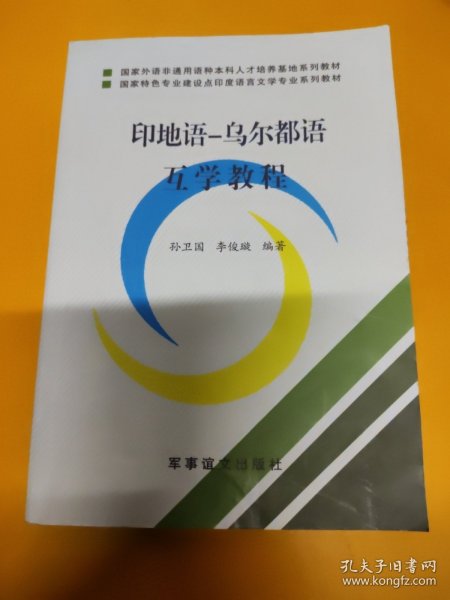 国家外语非通用语种本科人才培养基地系列教材
国家特色专业建设点印度语言文学专业系列教材
印地语-乌尔都语
互学教程
孙卫国 李俊璇 编著
军事谊文出版社
孔夫子旧书网
www.kongfz.com